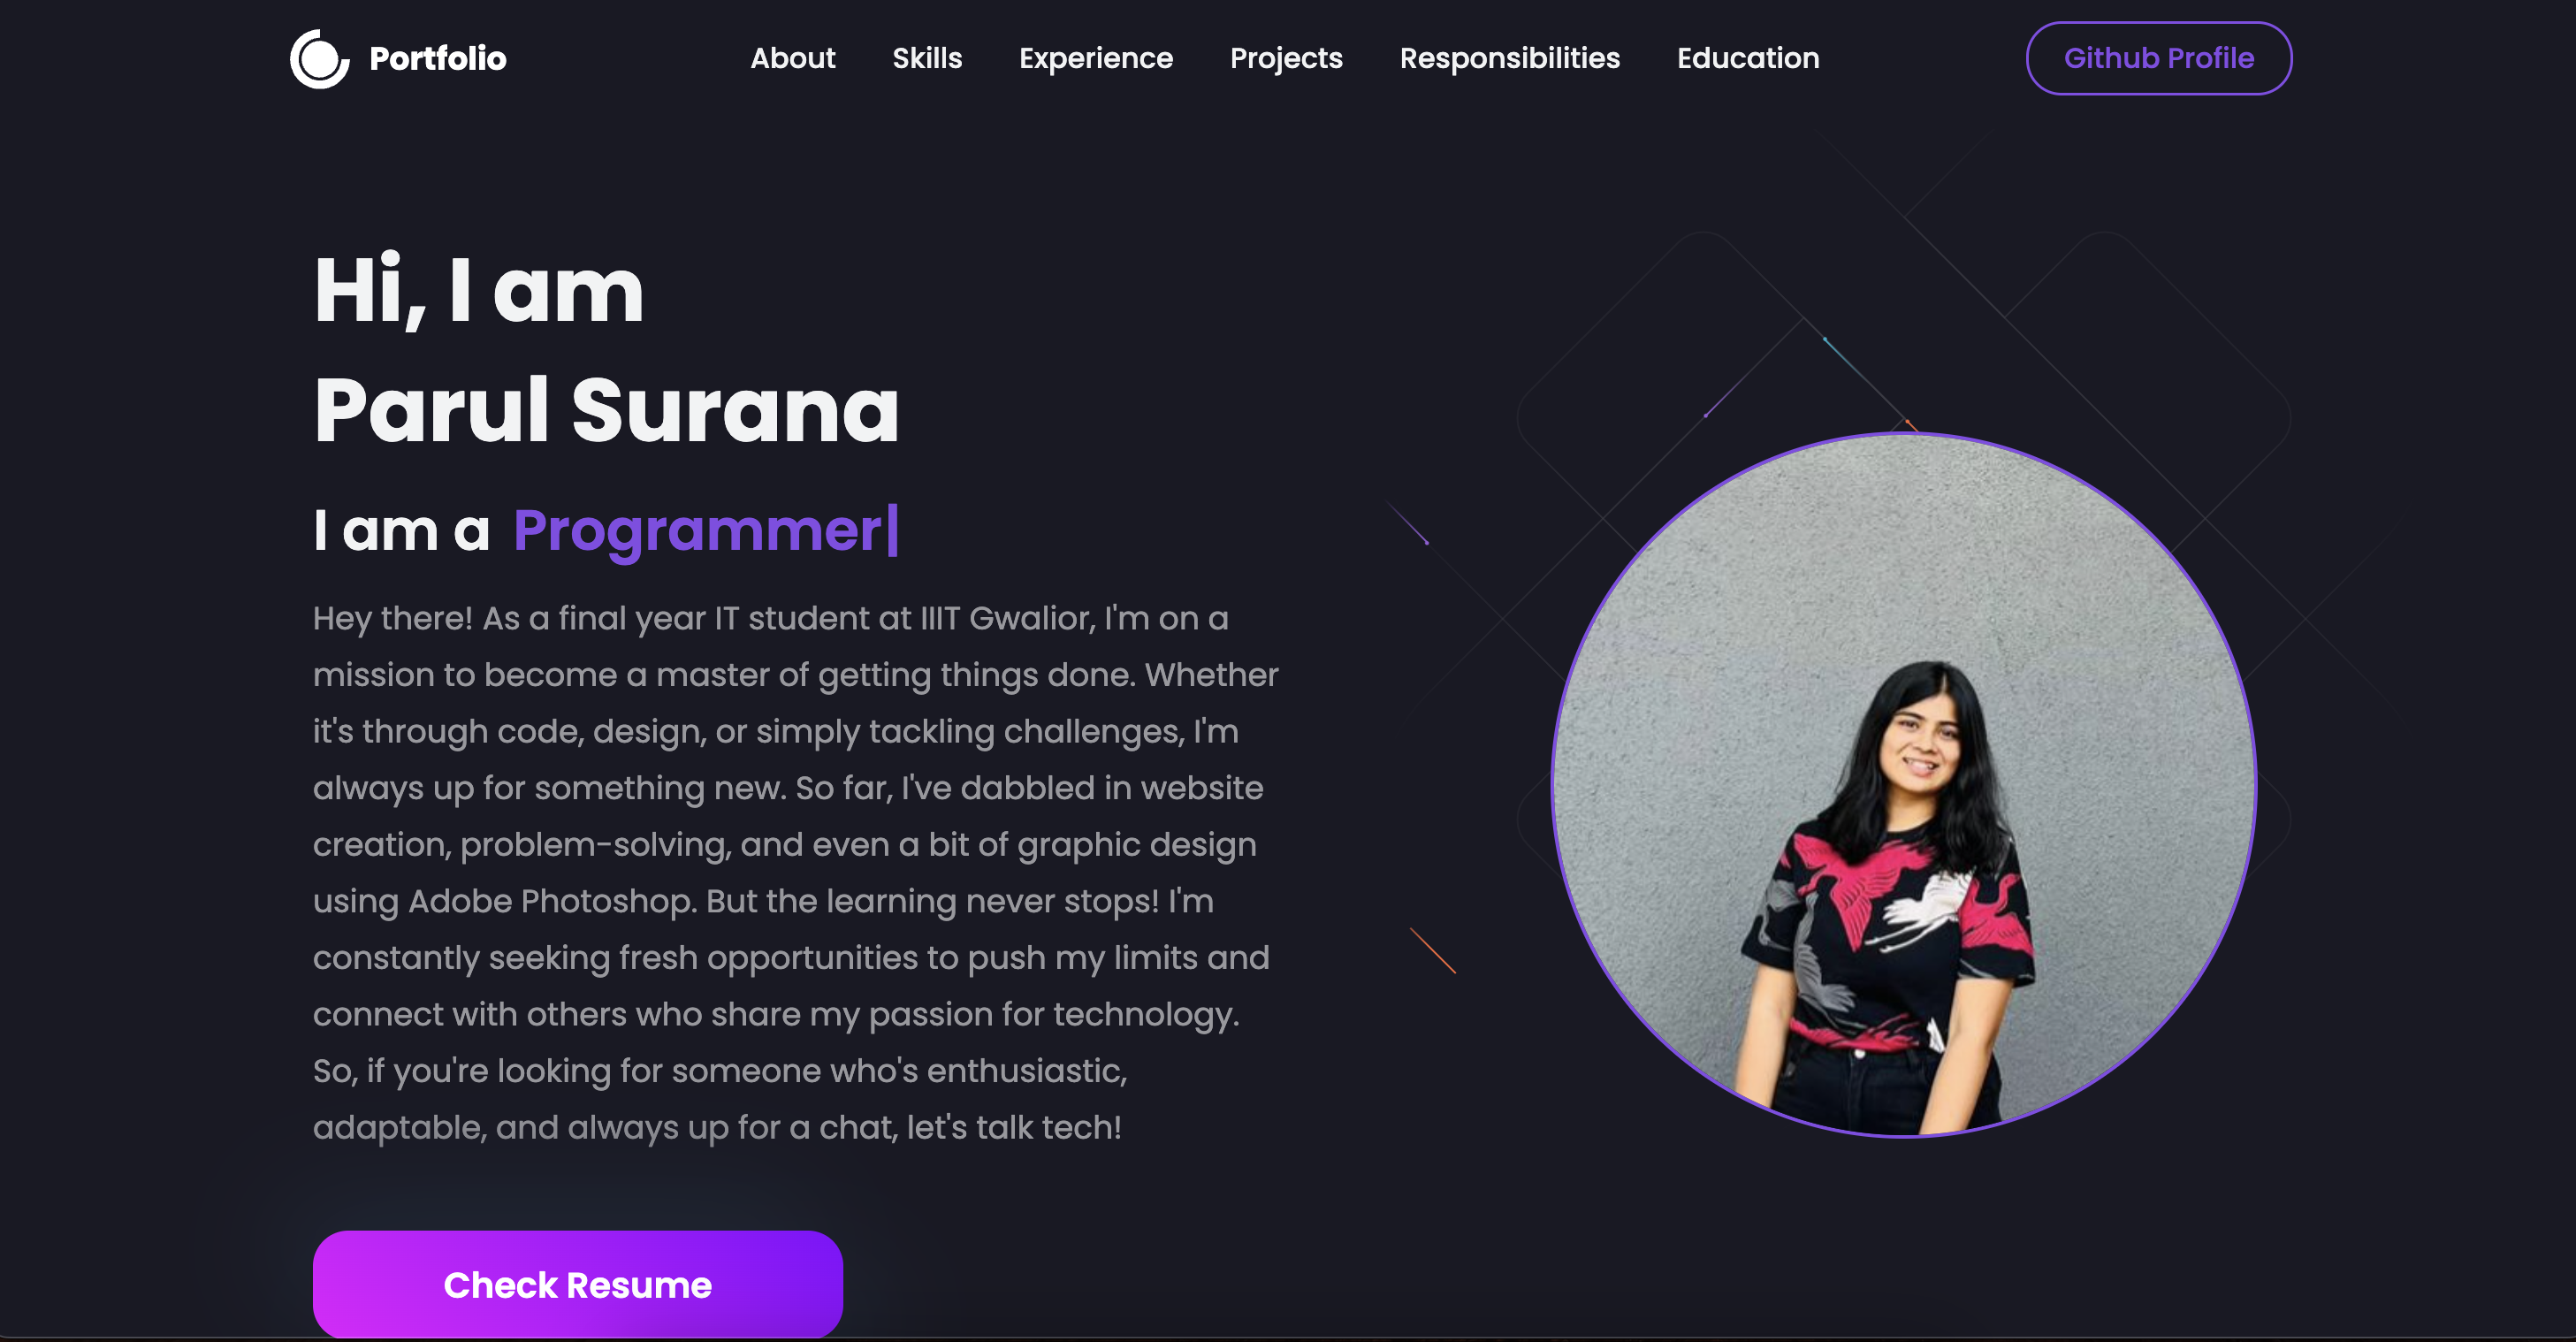 Portfolio
About
Skills
Experience
Projects
Responsibilities
Education
Github Profile
Hi, I am
Parul Surana
I am a Programmer|
Hey there! As a final year IT student at IIIT Gwalior, I'm on a
mission to become a master of getting things done. Whether
it's through code, design, or simply tackling challenges, I'm
always up for something new. So far, I've dabbled in website
creation, problem-solving, and even a bit of graphic design
using Adobe Photoshop. But the learning never stops! I'm
constantly seeking fresh opportunities to push my limits and
connect with others who share my passion for technology.
So, if you're looking for someone who's enthusiastic,
adaptable, and always up for a chat, let's talk tech!
Check Resume